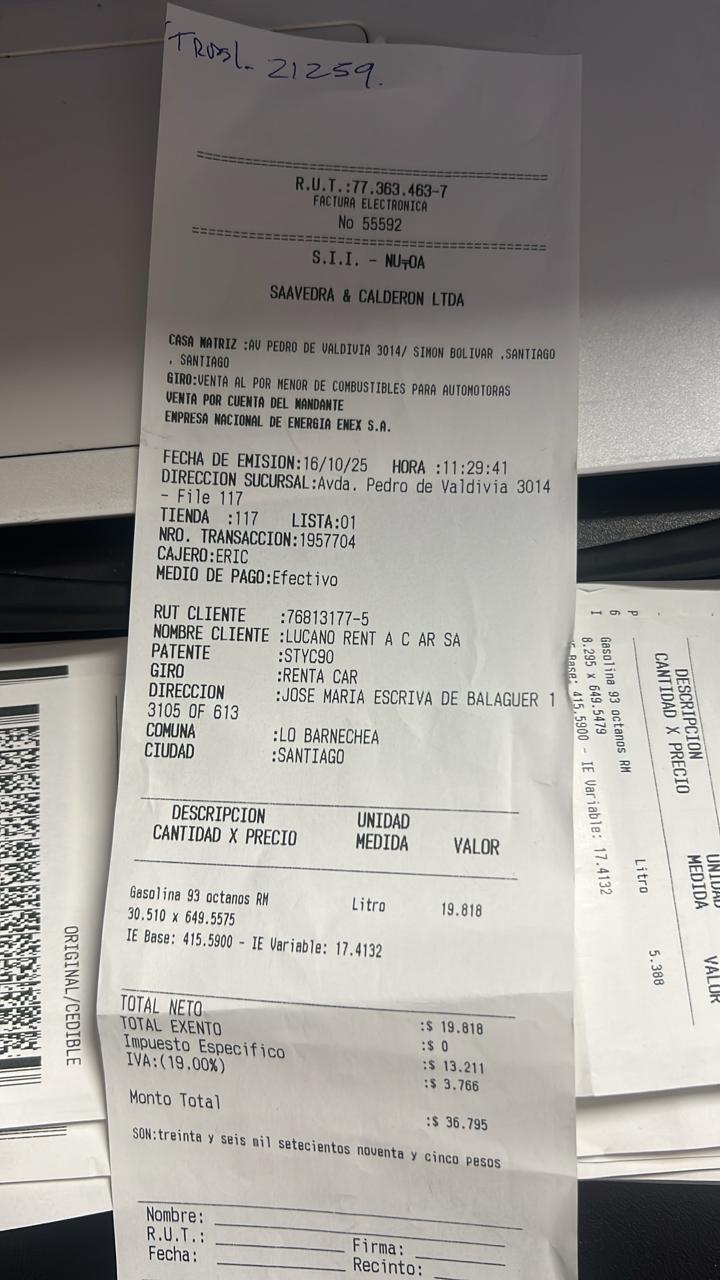 TRasl. 21259.
================================================
R.U.T.:77.363.463-7
FACTURA ELECTRONICA
No 55592
================================================
S.I.I. - NUÑOA
SAAVEDRA & CALDERON LTDA
CASA MATRIZ :AV PEDRO DE VALDIVIA 3014/ SIMON BOLIVAR ,SANTIAGO
, SANTIAGO
GIRO:VENTA AL POR MENOR DE COMBUSTIBLES PARA AUTOMOTORAS
VENTA POR CUENTA DEL MANDANTE
EMPRESA NACIONAL DE ENERGIA ENEX S.A.
FECHA DE EMISION:16/10/25 HORA :11:29:41
DIRECCION SUCURSAL:Avda. Pedro de Valdivia 3014
- File 117
TIENDA :117 LISTA:01
NRO. TRANSACCION:1957704
CAJERO:ERIC
MEDIO DE PAGO:Efectivo
RUT CLIENTE :76813177-5
NOMBRE CLIENTE :LUCANO RENT A C AR SA
PATENTE :STYC90
GIRO :RENTA CAR
DIRECCION :JOSE MARIA ESCRIVA DE BALAGUER 1
3105 OF 613
COMUNA :LO BARNECHEA
CIUDAD :SANTIAGO
DESCRIPCION UNIDAD
CANTIDAD X PRECIO MEDIDA VALOR
Gasolina 93 octanos RM Litro 19.818
30.510 x 649.5575
IE Base: 415.5900 - IE Variable: 17.4132
TOTAL NETO :$ 19.818
TOTAL EXENTO :$ 0
Impuesto Especifico :$ 13.211
IVA:(19.00%) :$ 3.766
Monto Total :$ 36.795
SON:treinta y seis mil setecientos noventa y cinco pesos
Nombre:
R.U.T.: Firma:
Fecha: Recinto:
ORIGINAL/CEDIBLE
DESCRIPCION UNIDAD
CANTIDAD X PRECIO MEDIDA VALOR
Gasolina 93 octanos RM Litro 5.388
8.295 x 649.5479
IE Base: 415.5900 - IE Variable: 17.4132